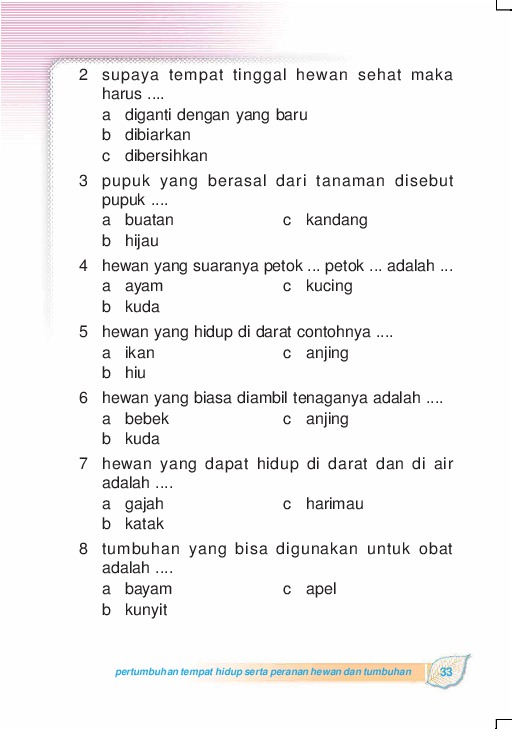 2 supaya tempat tinggal hewan sehat maka
harus ....
a diganti dengan yang baru
b dibiarkan
c dibersihkan
3 pupuk yang berasal dari tanaman disebut
pupuk ....
a buatan c kandang
b hijau
4 hewan yang suaranya petok ... petok ... adalah ...
a ayam c kucing
b kuda
5 hewan yang hidup di darat contohnya ....
a ikan c anjing
b hiu
6 hewan yang biasa diambil tenaganya adalah ....
a bebek c anjing
b kuda
7 hewan yang dapat hidup di darat dan di air
adalah ....
a gajah c harimau
b katak
8 tumbuhan yang bisa digunakan untuk obat
adalah ....
a bayam c apel
b kunyit
pertumbuhan tempat hidup serta peranan hewan dan tumbuhan 33